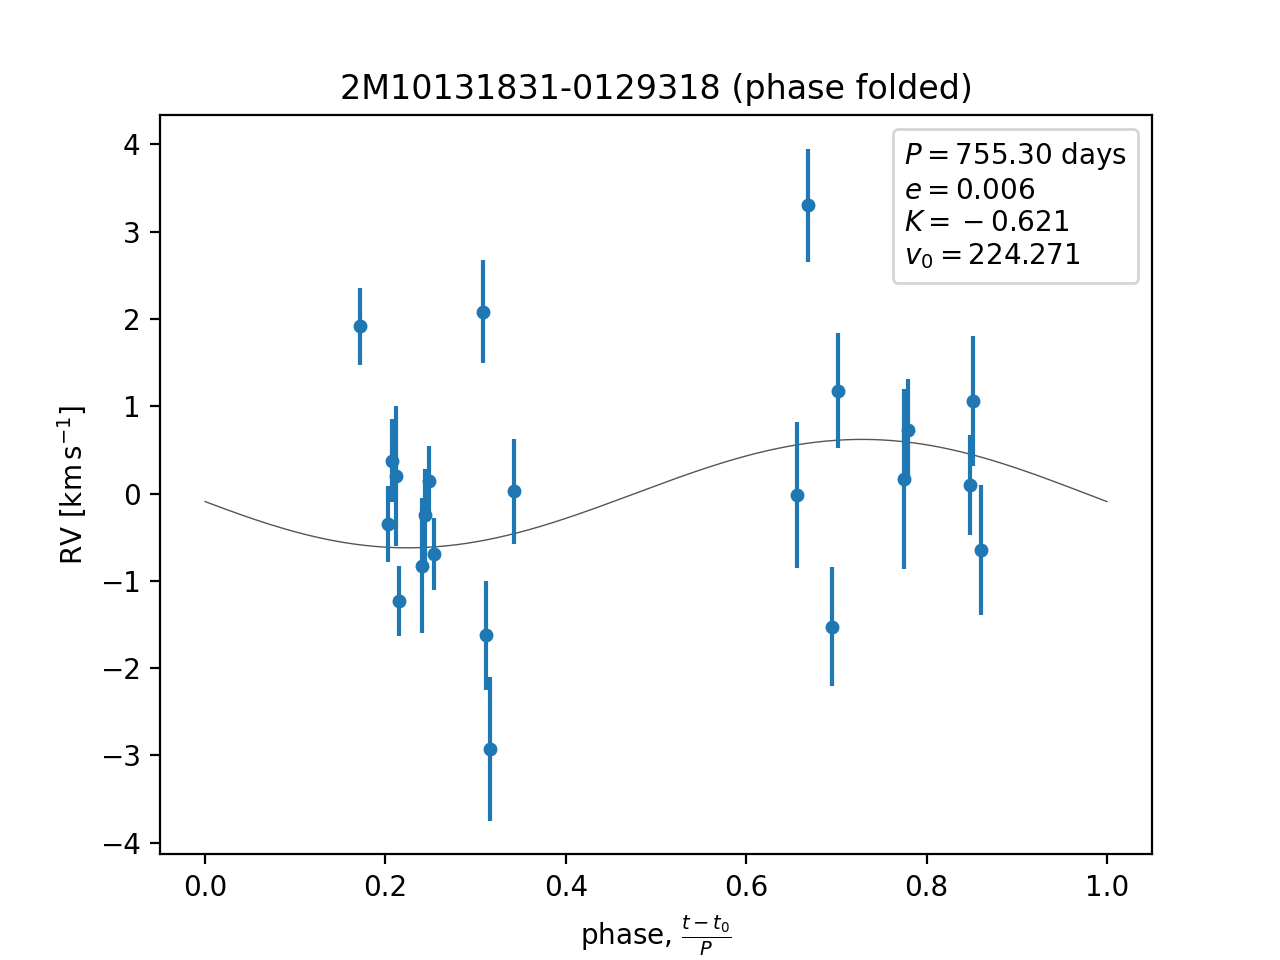 2M10131831-0129318 (phase folded)
P = 755.30 days
e = 0.006
K = −0.621
v₀ = 224.271
RV [km s⁻¹]
4
3
2
1
0
−1
−2
−3
−4
0.0 0.2 0.4 0.6 0.8 1.0
phase, (t − t₀)/P